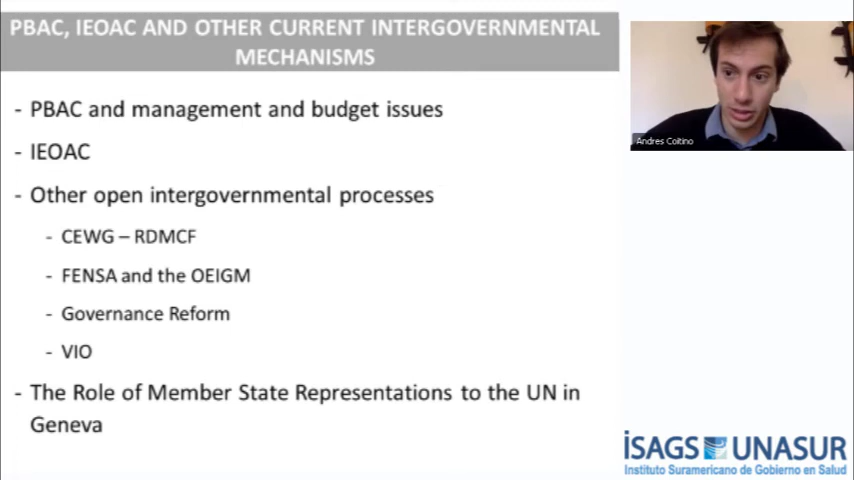 PBAC, IEOAC AND OTHER CURRENT INTERGOVERNMENTAL
MECHANISMS
- PBAC and management and budget issues
- IEOAC
- Other open intergovernmental processes
- CEWG – RDMCF
- FENSA and the OEIGM
- Governance Reform
- VIO
- The Role of Member State Representations to the UN in
Geneva
Andres Coitino
iSAGS UNASUR
Instituto Suramericano de Gobierno en Salud